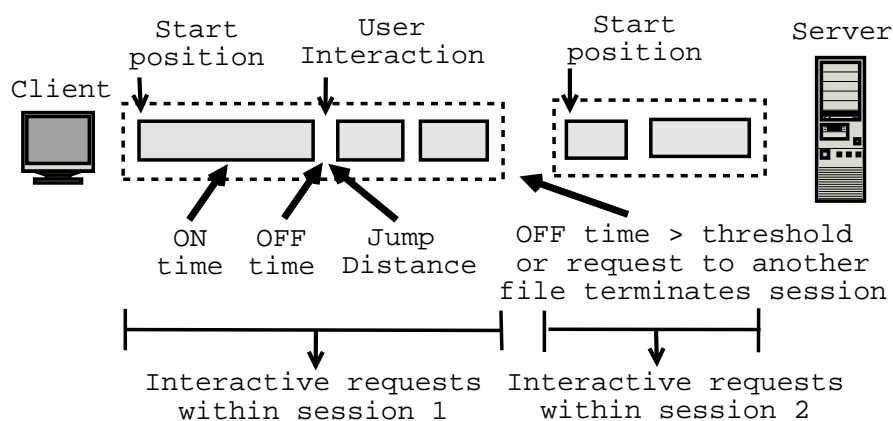 Start
position
User
Interaction
Start
position
Server
Client
ON
time
OFF
time
Jump
Distance
OFF time > threshold
or request to another
file terminates session
Interactive requests
within session 1
Interactive requests
within session 2